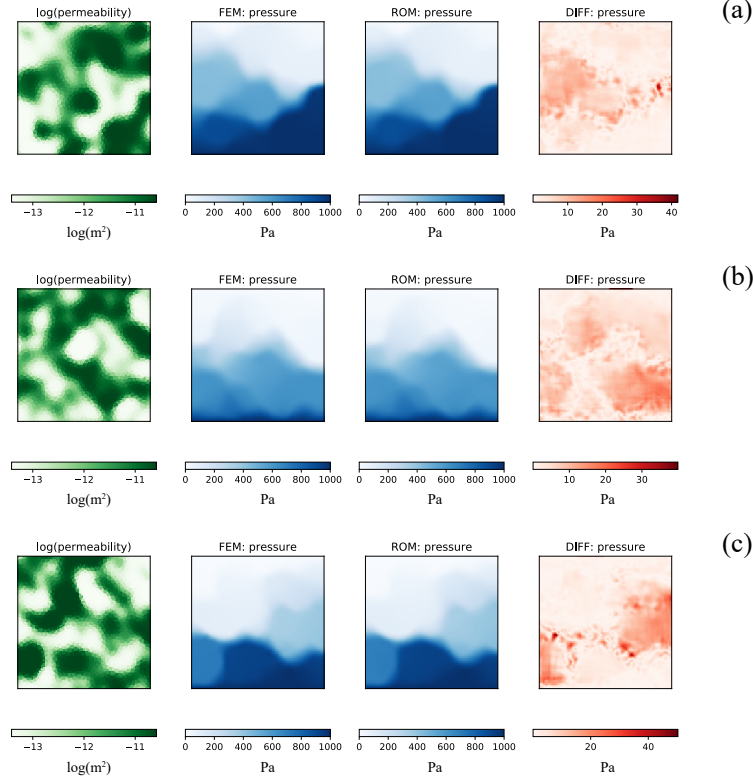 (a)
log(permeability) FEM: pressure ROM: pressure DIFF: pressure
−13 −12 −11 0 200 400 600 800 1000 0 200 400 600 800 1000 10 20 30 40
log(m²) Pa Pa Pa
(b)
log(permeability) FEM: pressure ROM: pressure DIFF: pressure
−13 −12 −11 0 200 400 600 800 1000 0 200 400 600 800 1000 10 20 30
log(m²) Pa Pa Pa
(c)
log(permeability) FEM: pressure ROM: pressure DIFF: pressure
−13 −12 −11 0 200 400 600 800 1000 0 200 400 600 800 1000 20 40
log(m²) Pa Pa Pa